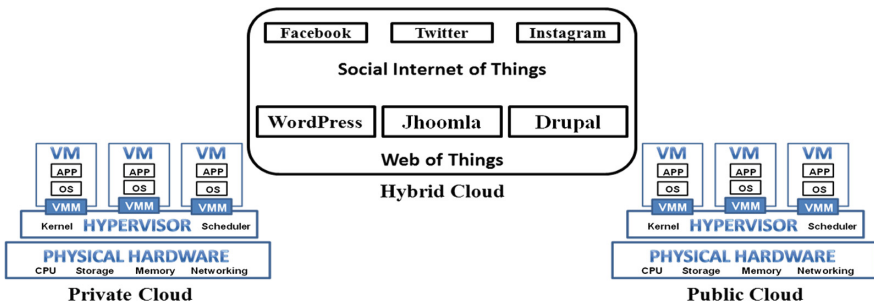 Facebook Twitter Instagram
Social Internet of Things
WordPress Jhoomla Drupal
Web of Things
Hybrid Cloud
VM VM VM
APP APP APP
OS OS OS
VMM VMM VMM
Kernel HYPERVISOR Scheduler
PHYSICAL HARDWARE
CPU Storage Memory Networking
Private Cloud
VM VM VM
APP APP APP
OS OS OS
VMM VMM VMM
Kernel HYPERVISOR Scheduler
PHYSICAL HARDWARE
CPU Storage Memory Networking
Public Cloud